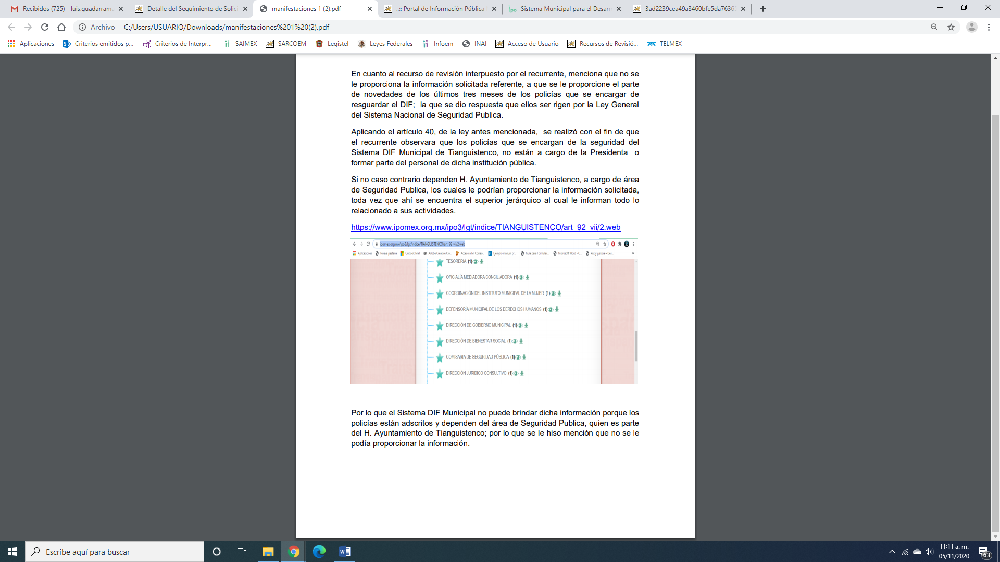 Recibidos (725) - luis.guadarrama
Detalle del Seguimiento de Solici
manifestaciones 1 (2).pdf
..:: Portal de Información Pública
Sistema Municipal para el Desarr
3ad2239cea49a3460bfe5da76365
Archivo
C:/Users/USUARIO/Downloads/manifestaciones%201%20(2).pdf
Aplicaciones
Criterios emitidos p...
Criterios de Interpr...
SAIMEX
SARCOEM
Legistel
Leyes Federales
Infoem
INAI
Acceso de Usuario
Recursos de Revisió...
TELMEX
En cuanto al recurso de revisión interpuesto por el recurrente, menciona que no se
le proporciona la información solicitada referente, a que se le proporcione el parte
de novedades de los últimos tres meses de los policías que se encargar de
resguardar el DIF; la que se dio respuesta que ellos ser rigen por la Ley General
del Sistema Nacional de Seguridad Publica.
Aplicando el artículo 40, de la ley antes mencionada, se realizó con el fin de que
el recurrente observara que los policías que se encargan de la seguridad del
Sistema DIF Municipal de Tianguistenco, no están a cargo de la Presidenta o
formar parte del personal de dicha institución pública.
Si no caso contrario dependen H. Ayuntamiento de Tianguistenco, a cargo de área
de Seguridad Publica, los cuales le podrían proporcionar la información solicitada,
toda vez que ahí se encuentra el superior jerárquico al cual le informan todo lo
relacionado a sus actividades.
https://www.ipomex.org.mx/ipo3/lgt/indice/TIANGUISTENCO/art_92_vii/2.web
ipomex.org.mx/ipo3/lgt/indice/TIANGUISTENCO/art_92_vii/2.web
Aplicaciones
Nueva pestaña
Outlook Mail
Adobe Creative Clo...
Acceso a Mi Correo...
Ejemplo manual pr...
Guia para Formular...
Microsoft Word - C...
Paz y justicia – Des...
»
TESORERIA (1)
OFICIALÍA MEDIADORA CONCILIADORA (1)
COORDINACIÓN DEL INSTITUTO MUNICIPAL DE LA MUJER (1)
DEFENSORÍA MUNICIPAL DE LOS DERECHOS HUMANOS (1)
DIRECCIÓN DE GOBIERNO MUNICIPAL (1)
DIRECCIÓN DE BIENESTAR SOCIAL (1)
COMISARIA DE SEGURIDAD PÚBLICA (1)
DIRECCIÓN JURIDICO CONSULTIVO (1)
Por lo que el Sistema DIF Municipal no puede brindar dicha información porque los
policías están adscritos y dependen del área de Seguridad Publica, quien es parte
del H. Ayuntamiento de Tianguistenco; por lo que se le hiso mención que no se le
podía proporcionar la información.
Escribe aquí para buscar
11:11 a. m.
05/11/2020
63